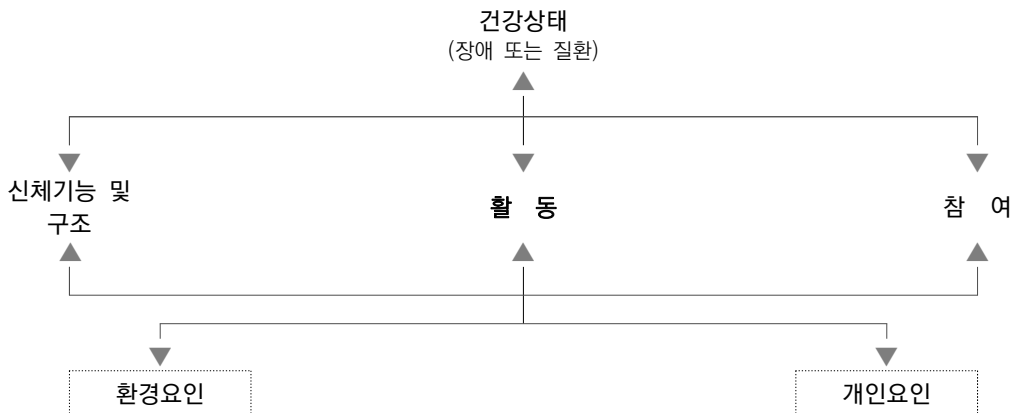 건강상태
(장애 또는 질환)
신체기능 및
구조
활 동
참 여
환경요인
개인요인